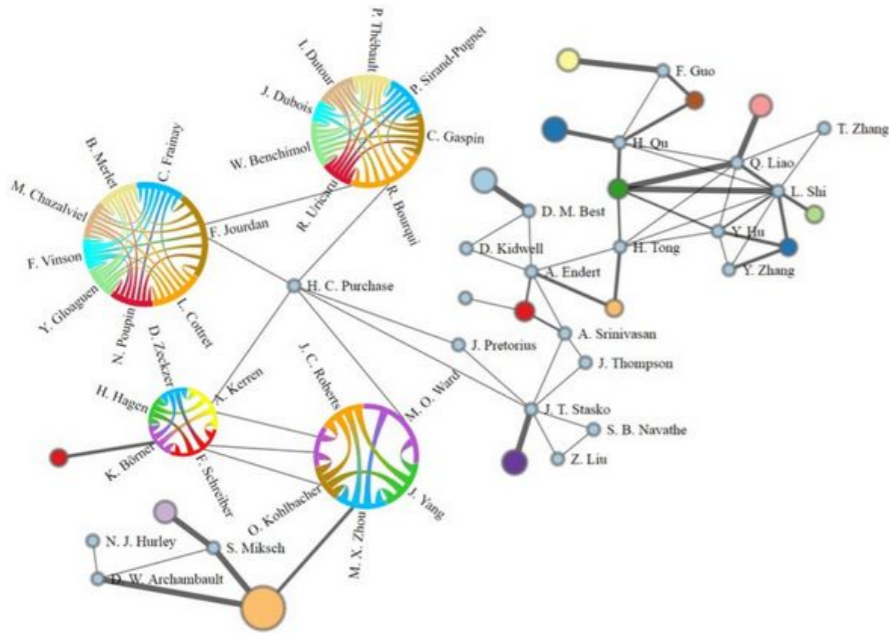 P. Thébault
I. Dutour
P. Sirand-Pugnet
J. Dubois
C. Gaspin
W. Benchimol
R. Uricaru
R. Bourqui
C. Frainay
B. Merlet
M. Chazalviel
F. Jourdan
F. Vinson
Y. Gloaguen
L. Cottret
N. Poupin
H. C. Purchase
D. Zeckzer
A. Kerren
H. Hagen
K. Börner
F. Schreiber
J. C. Roberts
M. O. Ward
O. Kohlbacher
J. Yang
M. X. Zhou
N. J. Hurley
S. Miksch
D. W. Archambault
F. Guo
H. Qu
T. Zhang
Q. Liao
L. Shi
D. M. Best
Y. Hu
D. Kidwell
H. Tong
A. Endert
Y. Zhang
A. Srinivasan
J. Pretorius
J. Thompson
J. T. Stasko
S. B. Navathe
Z. Liu